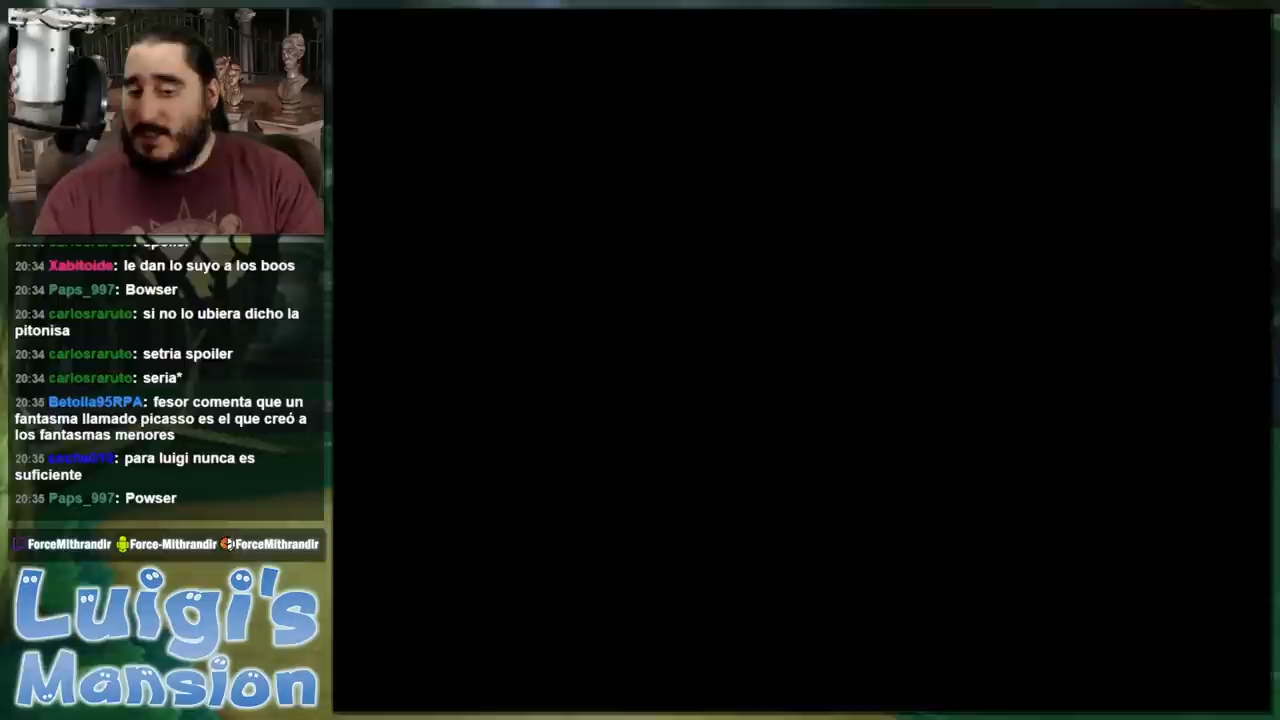 20:34 Xabitoide: le dan lo suyo a los boos
20:34 Paps_997: Bowser
20:34 carlosraruto: si no lo ubiera dicho la
pitonisa
20:34 carlosraruto: setria spoiler
20:34 carlosraruto: seria*
20:35 Betolla95RPA: fesor comenta que un
fantasma llamado picasso es el que creó a
los fantasmas menores
20:35 : para luigi nunca es
suficiente
20:35 Paps_997: Powser
ForceMithrandir Force-Mithrandir ForceMithrandir
Luigi's
Mansion